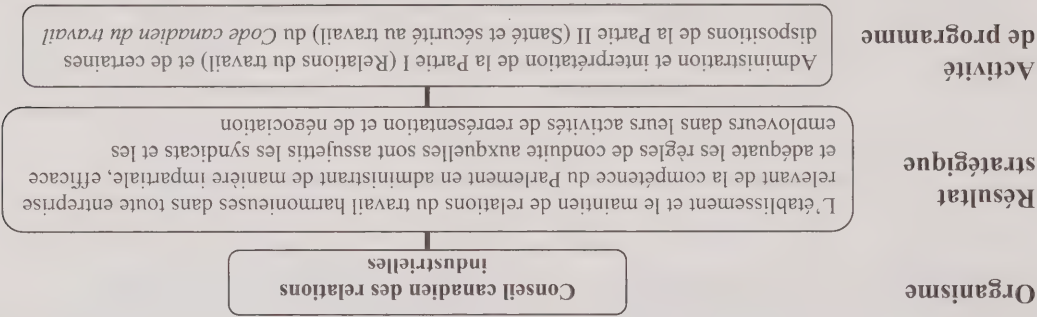 Organisme
Conseil canadien des relations
industrielles
Résultat
stratégique
L'établissement et le maintien de relations du travail harmonieuses dans toute entreprise
relevant de la compétence du Parlement en administrant de manière impartiale, efficace
et adéquate les règles de conduite auxquelles sont assujettis les syndicats et les
employeurs dans leurs activités de représentation et de négociation
Activité
de programme
Administration et interprétation de la Partie I (Relations du travail) et de certaines
dispositions de la Partie II (Santé et sécurité au travail) du Code canadien du travail